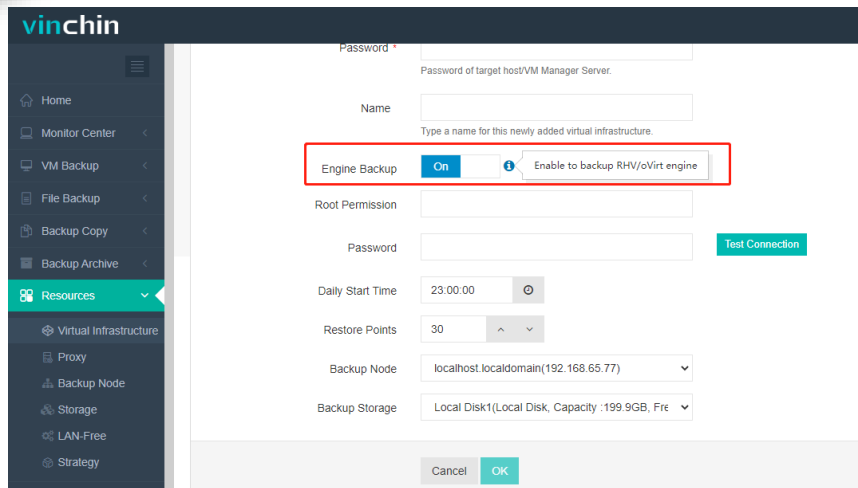 vinchin
Home
Monitor Center
VM Backup
File Backup
Backup Copy
Backup Archive
Resources
Virtual Infrastructure
Proxy
Backup Node
Storage
LAN-Free
Strategy
Password *
Password of target host/VM Manager Server.
Name
Type a name for this newly added virtual infrastructure.
Engine Backup On Enable to backup RHV/oVirt engine
Root Permission
Password Test Connection
Daily Start Time 23:00:00
Restore Points 30
Backup Node localhost.localdomain(192.168.65.77)
Backup Storage Local Disk1(Local Disk, Capacity :199.9GB, Fre
Cancel OK